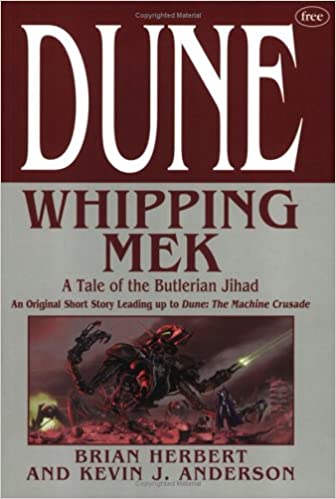 free
DUNE
WHIPPING
MEK
A Tale of the Butlerian Jihad
An Original Short Story Leading up to Dune: The Machine Crusade
BRIAN HERBERT
AND KEVIN J. ANDERSON